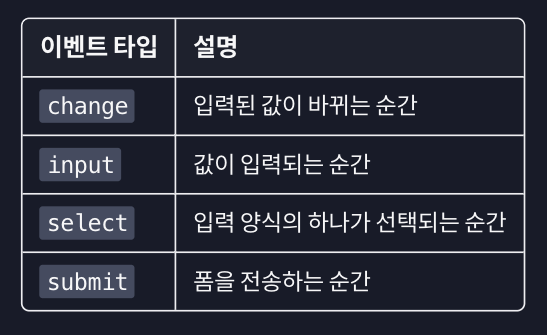 이벤트 타입 설명
change 입력된 값이 바뀌는 순간
input 값이 입력되는 순간
select 입력 양식의 하나가 선택되는 순간
submit 폼을 전송하는 순간